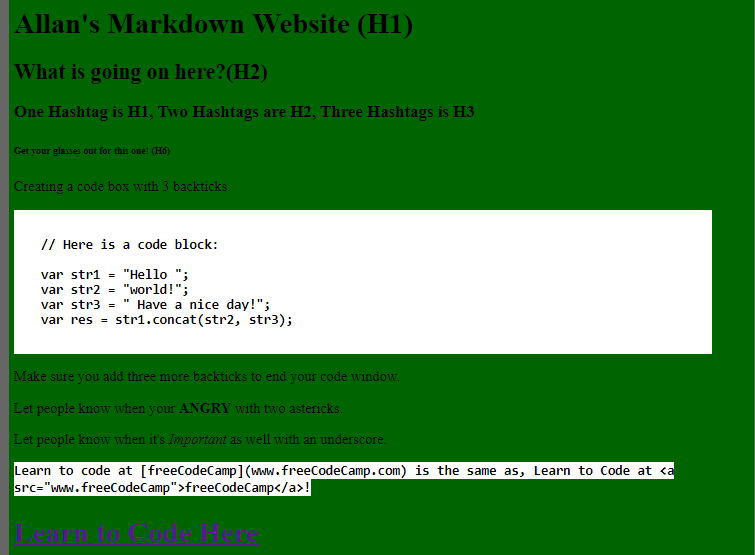 Allan's Markdown Website (H1)
What is going on here?(H2)
One Hashtag is H1, Two Hashtags are H2, Three Hashtags is H3
Get your glasses out for this one! (H6)
Creating a code box with 3 backticks.
// Here is a code block:
var str1 = "Hello ";
var str2 = "world!";
var str3 = " Have a nice day!";
var res = str1.concat(str2, str3);
Make sure you add three more backticks to end your code window.
Let people know when your ANGRY with two astericks.
Let people know when it's Important as well with an underscore.
Learn to code at [freeCodeCamp](www.freeCodeCamp.com) is the same as, Learn to Code at <a
src="www.freeCodeCamp">freeCodeCamp</a>!
Learn to Code Here